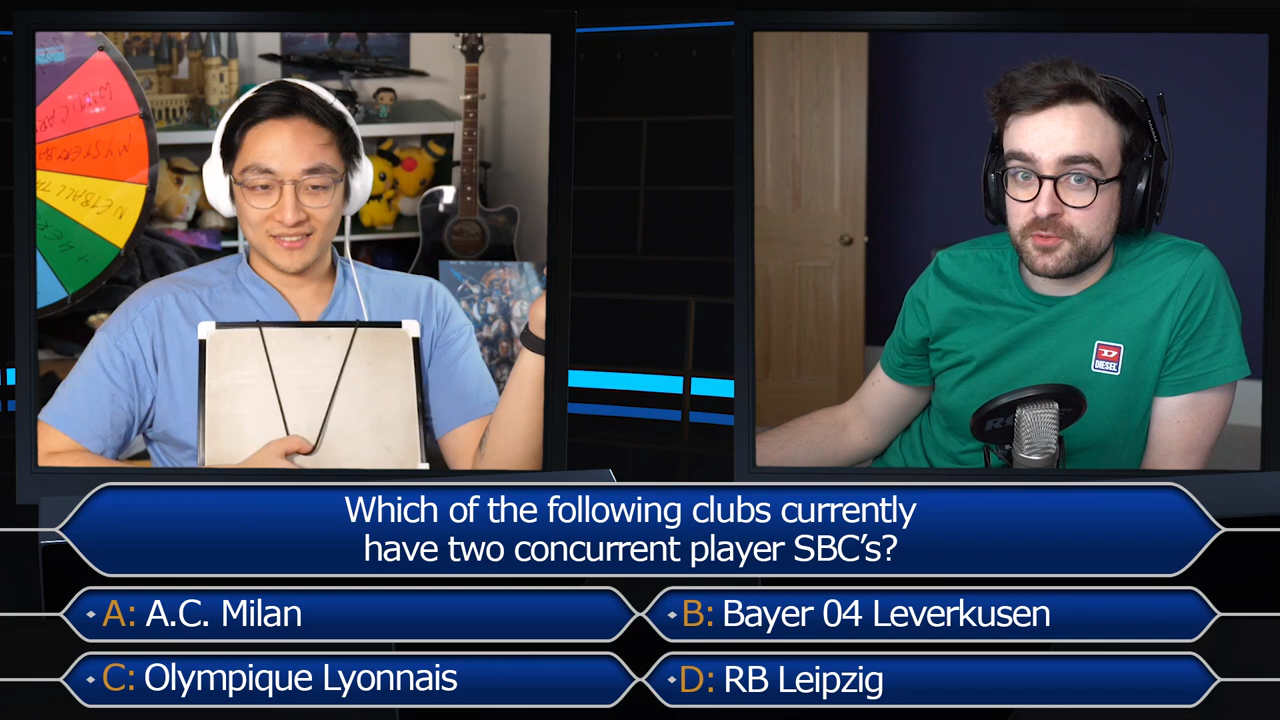 WILDCARD
DIESEL
Which of the following clubs currently
have two concurrent player SBC's?
A: A.C. Milan
B: Bayer 04 Leverkusen
C: Olympique Lyonnais
D: RB Leipzig